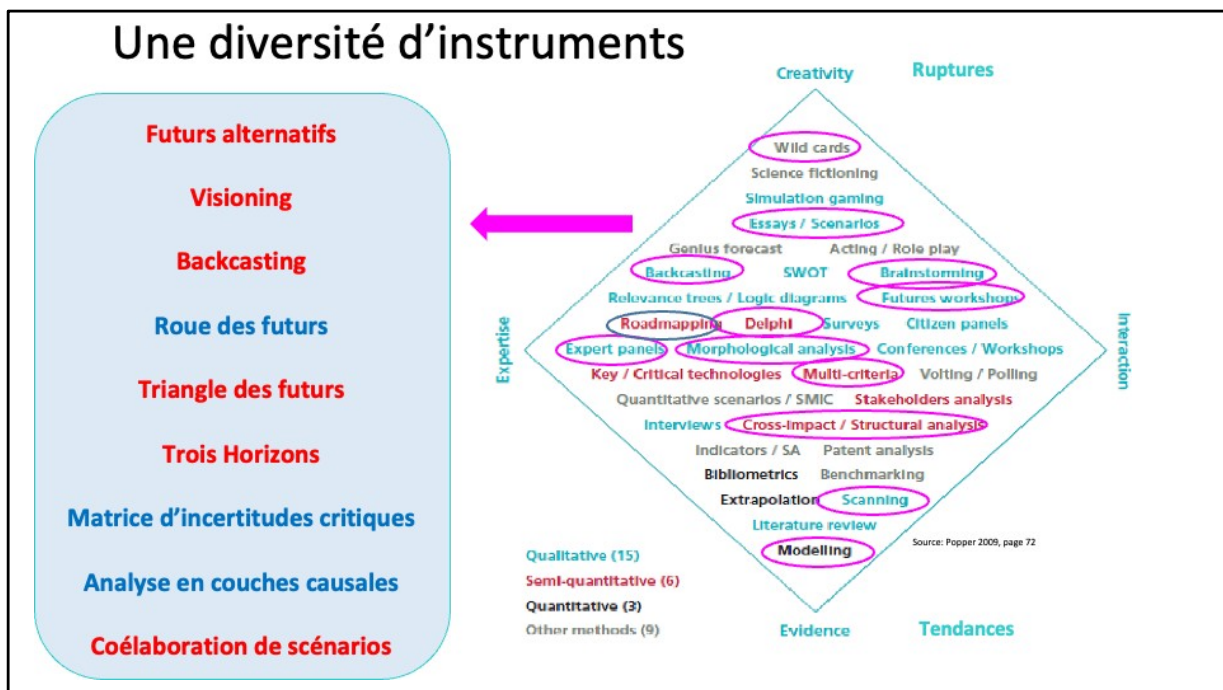 Une diversité d’instruments
Futurs alternatifs
Visioning
Backcasting
Roue des futurs
Triangle des futurs
Trois Horizons
Matrice d’incertitudes critiques
Analyse en couches causales
Coélaboration de scénarios
Creativity
Ruptures
Wild cards
Science fictioning
Simulation gaming
Essays / Scenarios
Genius forecast Acting / Role play
Backcasting SWOT Brainstorming
Relevance trees / Logic diagrams Futures workshops
Roadmapping Delphi Surveys Citizen panels
Expert panels Morphological analysis Conferences / Workshops
Key / Critical technologies Multi-criteria Volting / Polling
Quantitative scenarios / SMIC Stakeholders analysis
Interviews Cross-impact / Structural analysis
Indicators / SA Patent analysis
Bibliometrics Benchmarking
Extrapolation Scanning
Literature review
Modelling
Expertise
Interaction
Source: Popper 2009, page 72
Qualitative (15)
Semi-quantitative (6)
Quantitative (3)
Other methods (9)
Evidence
Tendances